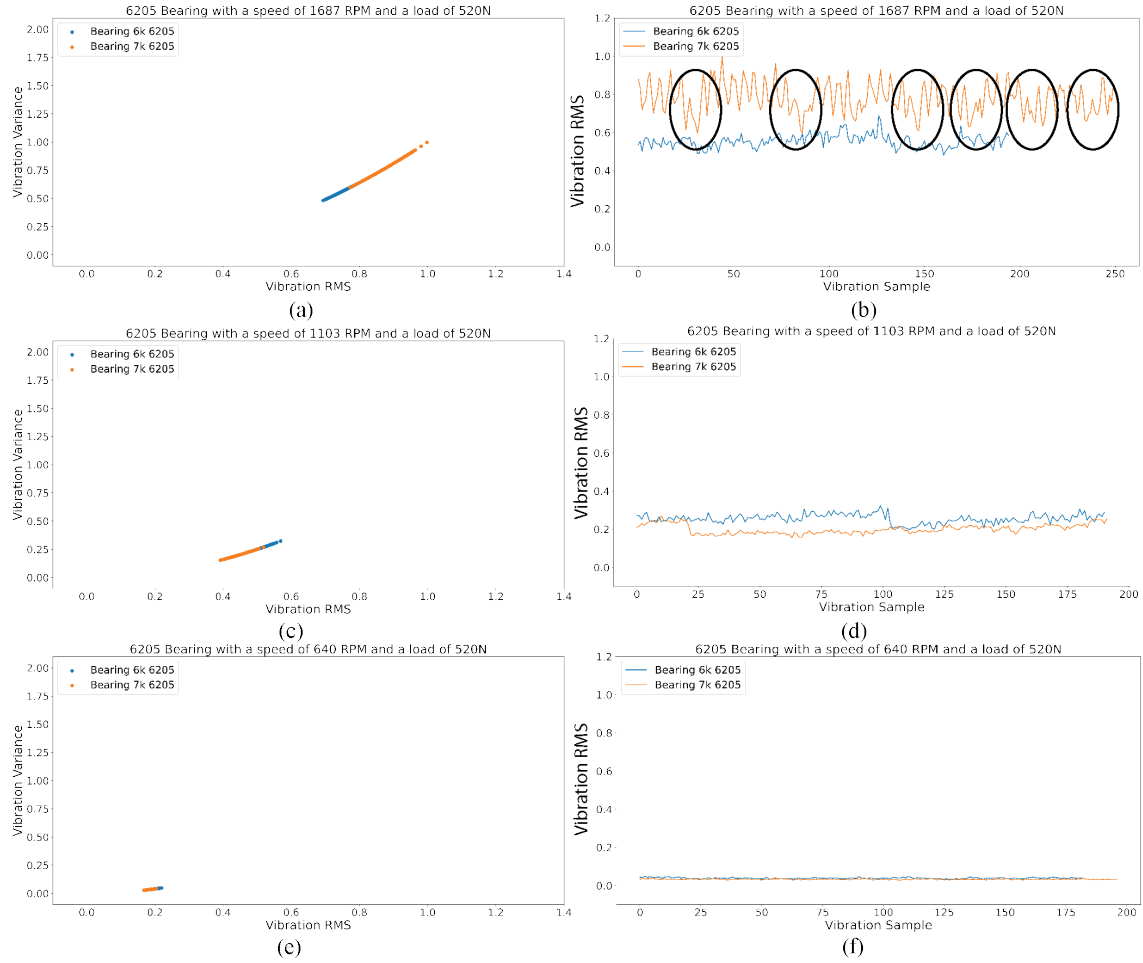 6205 Bearing with a speed of 1687 RPM and a load of 520N
Bearing 6k 6205
Bearing 7k 6205
2.00
1.75
1.50
1.25
1.00
0.75
0.50
0.25
0.00
Vibration Variance
0.0 0.2 0.4 0.6 0.8 1.0 1.2 1.4
Vibration RMS
(a)
6205 Bearing with a speed of 1687 RPM and a load of 520N
Bearing 6k 6205
Bearing 7k 6205
1.2
1.0
0.8
0.6
0.4
0.2
0.0
Vibration RMS
0 50 100 150 200 250
Vibration Sample
(b)
6205 Bearing with a speed of 1103 RPM and a load of 520N
Bearing 6k 6205
Bearing 7k 6205
2.00
1.75
1.50
1.25
1.00
0.75
0.50
0.25
0.00
Vibration Variance
0.0 0.2 0.4 0.6 0.8 1.0 1.2 1.4
Vibration RMS
(c)
6205 Bearing with a speed of 1103 RPM and a load of 520N
Bearing 6k 6205
Bearing 7k 6205
1.2
1.0
0.8
0.6
0.4
0.2
0.0
Vibration RMS
0 25 50 75 100 125 150 175 200
Vibration Sample
(d)
6205 Bearing with a speed of 640 RPM and a load of 520N
Bearing 6k 6205
Bearing 7k 6205
2.00
1.75
1.50
1.25
1.00
0.75
0.50
0.25
0.00
Vibration Variance
0.0 0.2 0.4 0.6 0.8 1.0 1.2 1.4
Vibration RMS
(e)
6205 Bearing with a speed of 640 RPM and a load of 520N
Bearing 6k 6205
Bearing 7k 6205
1.2
1.0
0.8
0.6
0.4
0.2
0.0
Vibration RMS
0 25 50 75 100 125 150 175 200
Vibration Sample
(f)